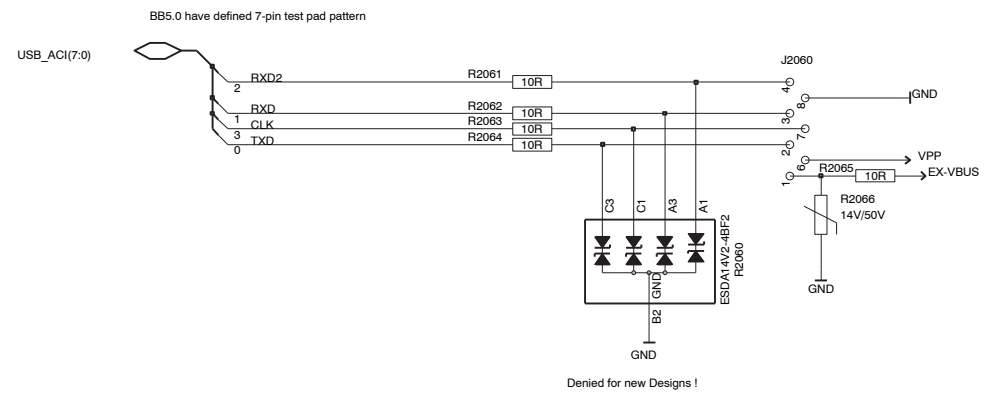 BB5.0 have defined 7-pin test pad pattern
USB_ACI(7:0)
J2060
2 RXD2 R2061 10R 4
8 GND
1 RXD R2062 10R 3
3 CLK R2063 10R 7
0 TXD R2064 10R 2
6 VPP
1 R2065 10R EX-VBUS
R2066
14V/50V
GND
C3 C1 A3 A1
ESDA14V2-4BF2
R2060
GND
B2
GND
Denied for new Designs !